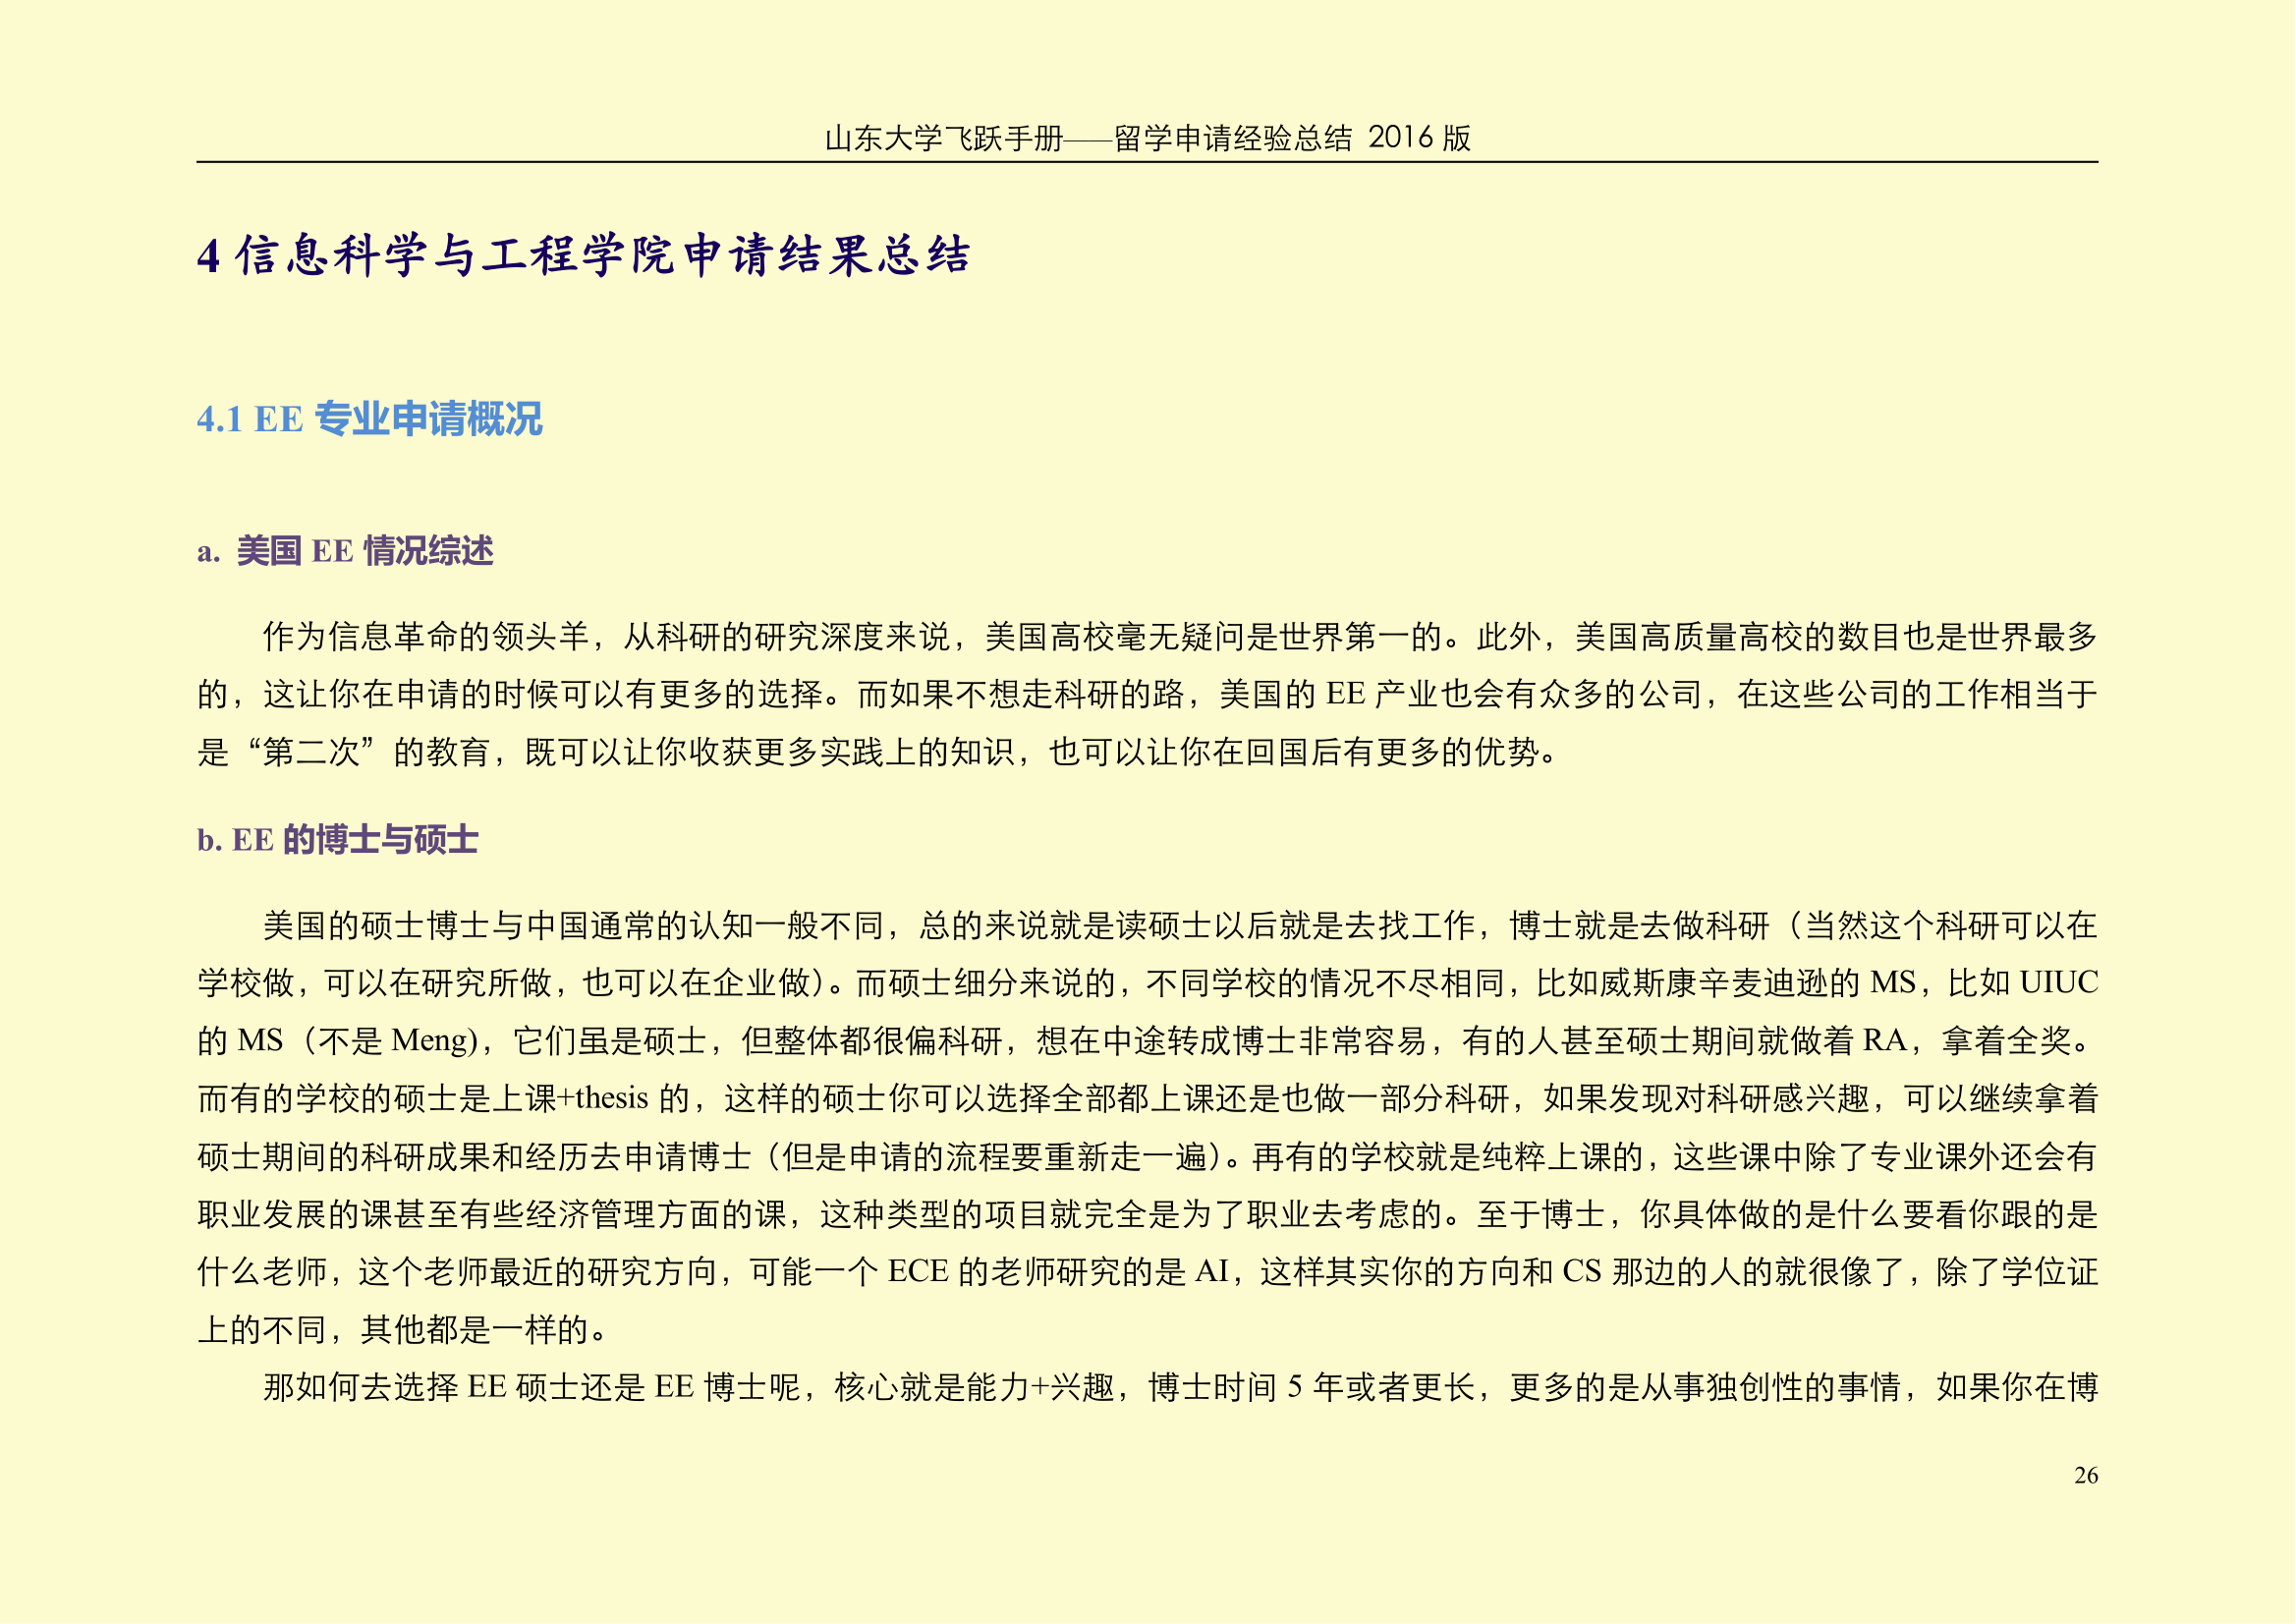 山东大学飞跃手册——留学申请经验总结 2016 版
4 信息科学与工程学院申请结果总结
4.1 EE 专业申请概况
a. 美国 EE 情况综述
作为信息革命的领头羊，从科研的研究深度来说，美国高校毫无疑问是世界第一的。此外，美国高质量高校的数目也是世界最多
的，这让你在申请的时候可以有更多的选择。而如果不想走科研的路，美国的 EE 产业也会有众多的公司，在这些公司的工作相当于
是“第二次”的教育，既可以让你收获更多实践上的知识，也可以让你在回国后有更多的优势。
b. EE 的博士与硕士
美国的硕士博士与中国通常的认知一般不同，总的来说就是读硕士以后就是去找工作，博士就是去做科研（当然这个科研可以在
学校做，可以在研究所做，也可以在企业做）。而硕士细分来说的，不同学校的情况不尽相同，比如威斯康辛麦迪逊的 MS，比如 UIUC
的 MS（不是 Meng)，它们虽是硕士，但整体都很偏科研，想在中途转成博士非常容易，有的人甚至硕士期间就做着 RA，拿着全奖。
而有的学校的硕士是上课+thesis 的，这样的硕士你可以选择全部都上课还是也做一部分科研，如果发现对科研感兴趣，可以继续拿着
硕士期间的科研成果和经历去申请博士（但是申请的流程要重新走一遍）。再有的学校就是纯粹上课的，这些课中除了专业课外还会有
职业发展的课甚至有些经济管理方面的课，这种类型的项目就完全是为了职业去考虑的。至于博士，你具体做的是什么要看你跟的是
什么老师，这个老师最近的研究方向，可能一个 ECE 的老师研究的是 AI，这样其实你的方向和 CS 那边的人的就很像了，除了学位证
上的不同，其他都是一样的。
那如何去选择 EE 硕士还是 EE 博士呢，核心就是能力+兴趣，博士时间 5 年或者更长，更多的是从事独创性的事情，如果你在博
26